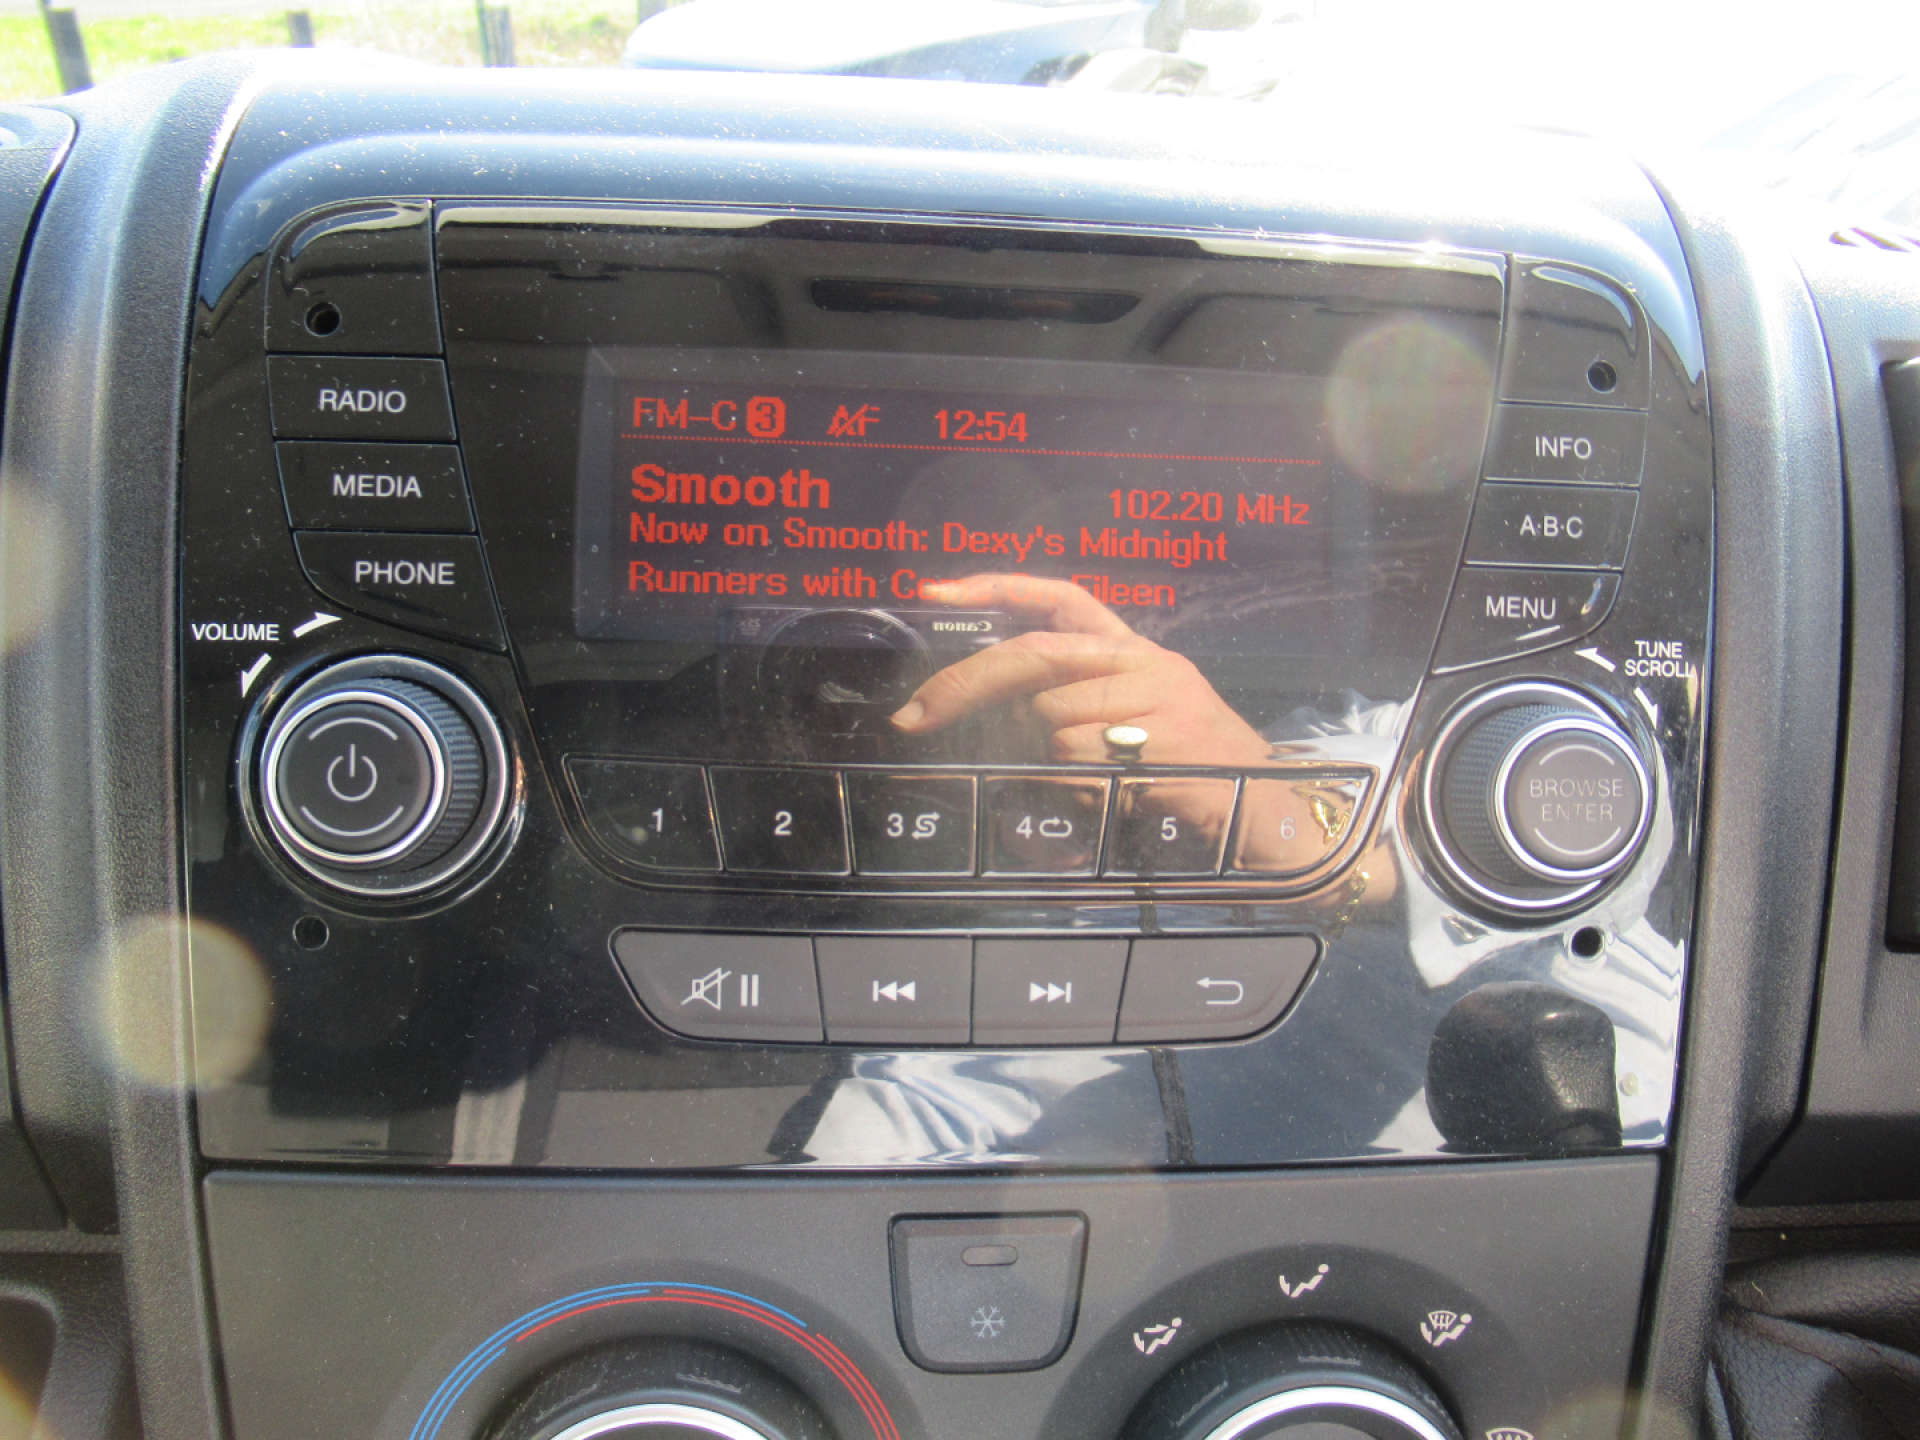 RADIO
MEDIA
PHONE
VOLUME
FM-C 3 AF 12:54
Smooth 102.20 MHz
Now on Smooth: Dexy's Midnight
Runners with Eileen
INFO
A·B·C
MENU
TUNE
SCROLL
BROWSE
ENTER
Canon
1 2 3 4 5 6